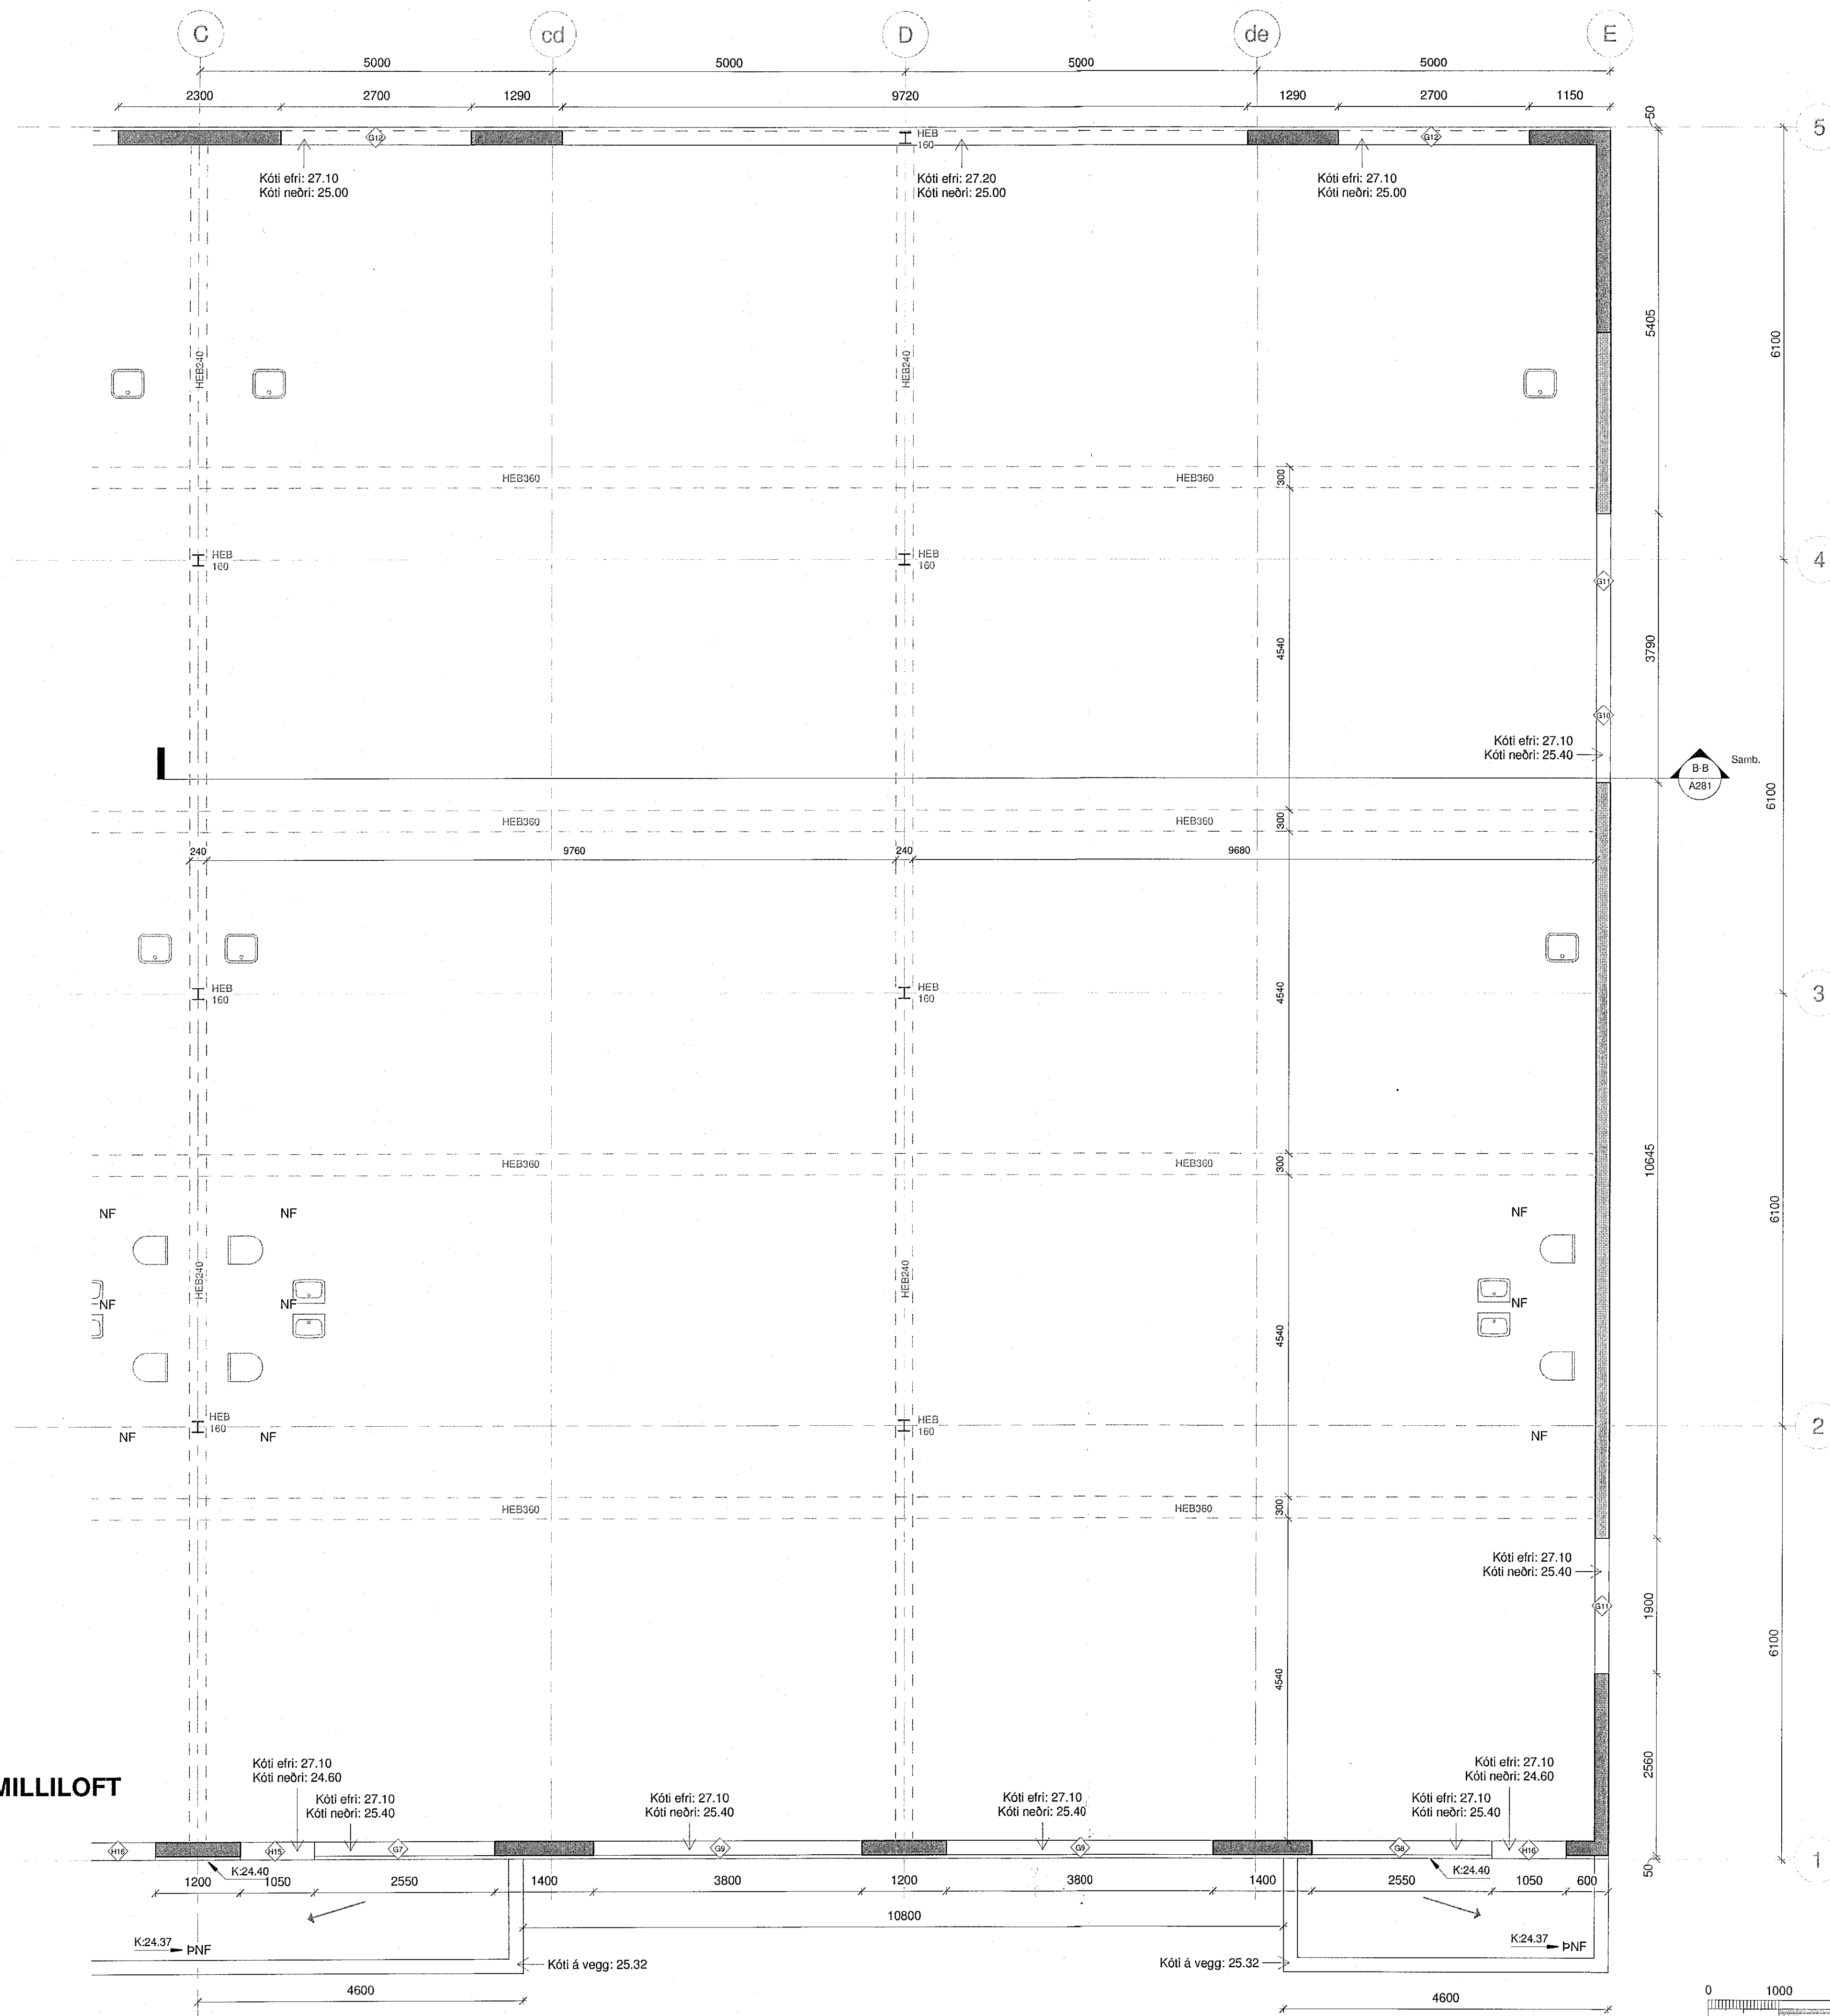 C
cd
D
de
E
5000
5000
5000
5000
2300
2700
1290
9720
1290
2700
1150
50
5
G12
HEB
160
G12
Kóti efri: 27.10
Kóti neðri: 25.00
Kóti efri: 27.20
Kóti neðri: 25.00
Kóti efri: 27.10
Kóti neðri: 25.00
5405
6100
HEB240
HEB240
HEB360
HEB360
300
HEB
160
HEB
160
4
G11
4540
3790
G10
Kóti efri: 27.10
Kóti neðri: 25.40
B-B
A281
Samb.
6100
HEB360
HEB360
300
240
9760
240
9680
HEB
160
HEB
160
4540
3
HEB360
HEB360
300
10645
NF
NF
NF
6100
HEB240
HEB240
NF
NF
NF
4540
HEB
160
HEB
160
2
NF
NF
NF
HEB360
HEB360
300
Kóti efri: 27.10
Kóti neðri: 25.40
G11
1900
6100
4540
Kóti efri: 27.10
Kóti neðri: 24.60
Kóti efri: 27.10
Kóti neðri: 24.60
2560
MILLILOFT
Kóti efri: 27.10
Kóti neðri: 25.40
Kóti efri: 27.10
Kóti neðri: 25.40
Kóti efri: 27.10
Kóti neðri: 25.40
Kóti efri: 27.10
Kóti neðri: 25.40
H16
H15
G7
G9
G9
G8
H16
1
K:24.40
K:24.40
50
1200
1050
2550
1400
3800
1200
3800
1400
2550
1050
600
10800
K:24.37
ÞNF
K:24.37
ÞNF
Kóti á vegg: 25.32
Kóti á vegg: 25.32
4600
4600
0
1000